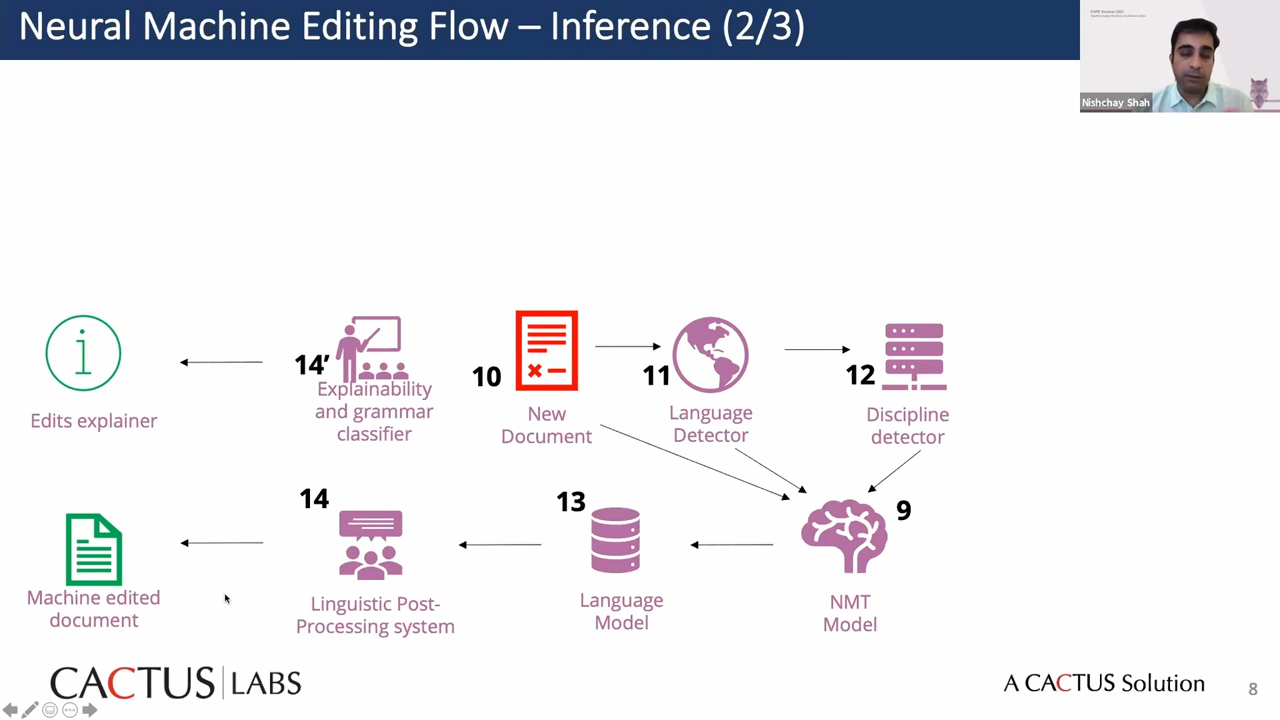 Neural Machine Editing Flow – Inference (2/3)
Nishchay Shah
14’
10
11
12
Edits explainer
Explainability
and grammar
classifier
New
Document
Language
Detector
Discipline
detector
14
13
9
Machine edited
document
Linguistic Post-
Processing system
Language
Model
NMT
Model
CACTUS LABS
A CACTUS Solution
8